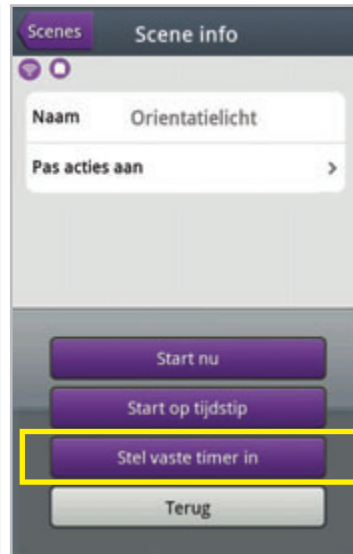 Scenes Scene info
Naam Orientatielicht
Pas acties aan
Start nu
Start op tijdstip
Stel vaste timer in
Terug